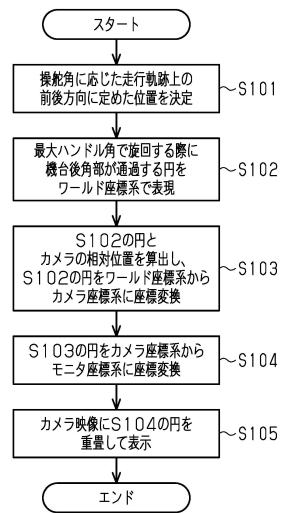 スタート
操舵角に応じた走行軌跡上の
前後方向に定めた位置を決定
S101
最大ハンドル角で旋回する際に
機台後角部が通過する円を
ワールド座標系で表現
S102
S102の円と
カメラの相対位置を算出し、
S102の円をワールド座標系から
カメラ座標系に座標変換
S103
S103の円をカメラ座標系から
モニタ座標系に座標変換
S104
カメラ映像にS104の円を
重畳して表示
S105
エンド